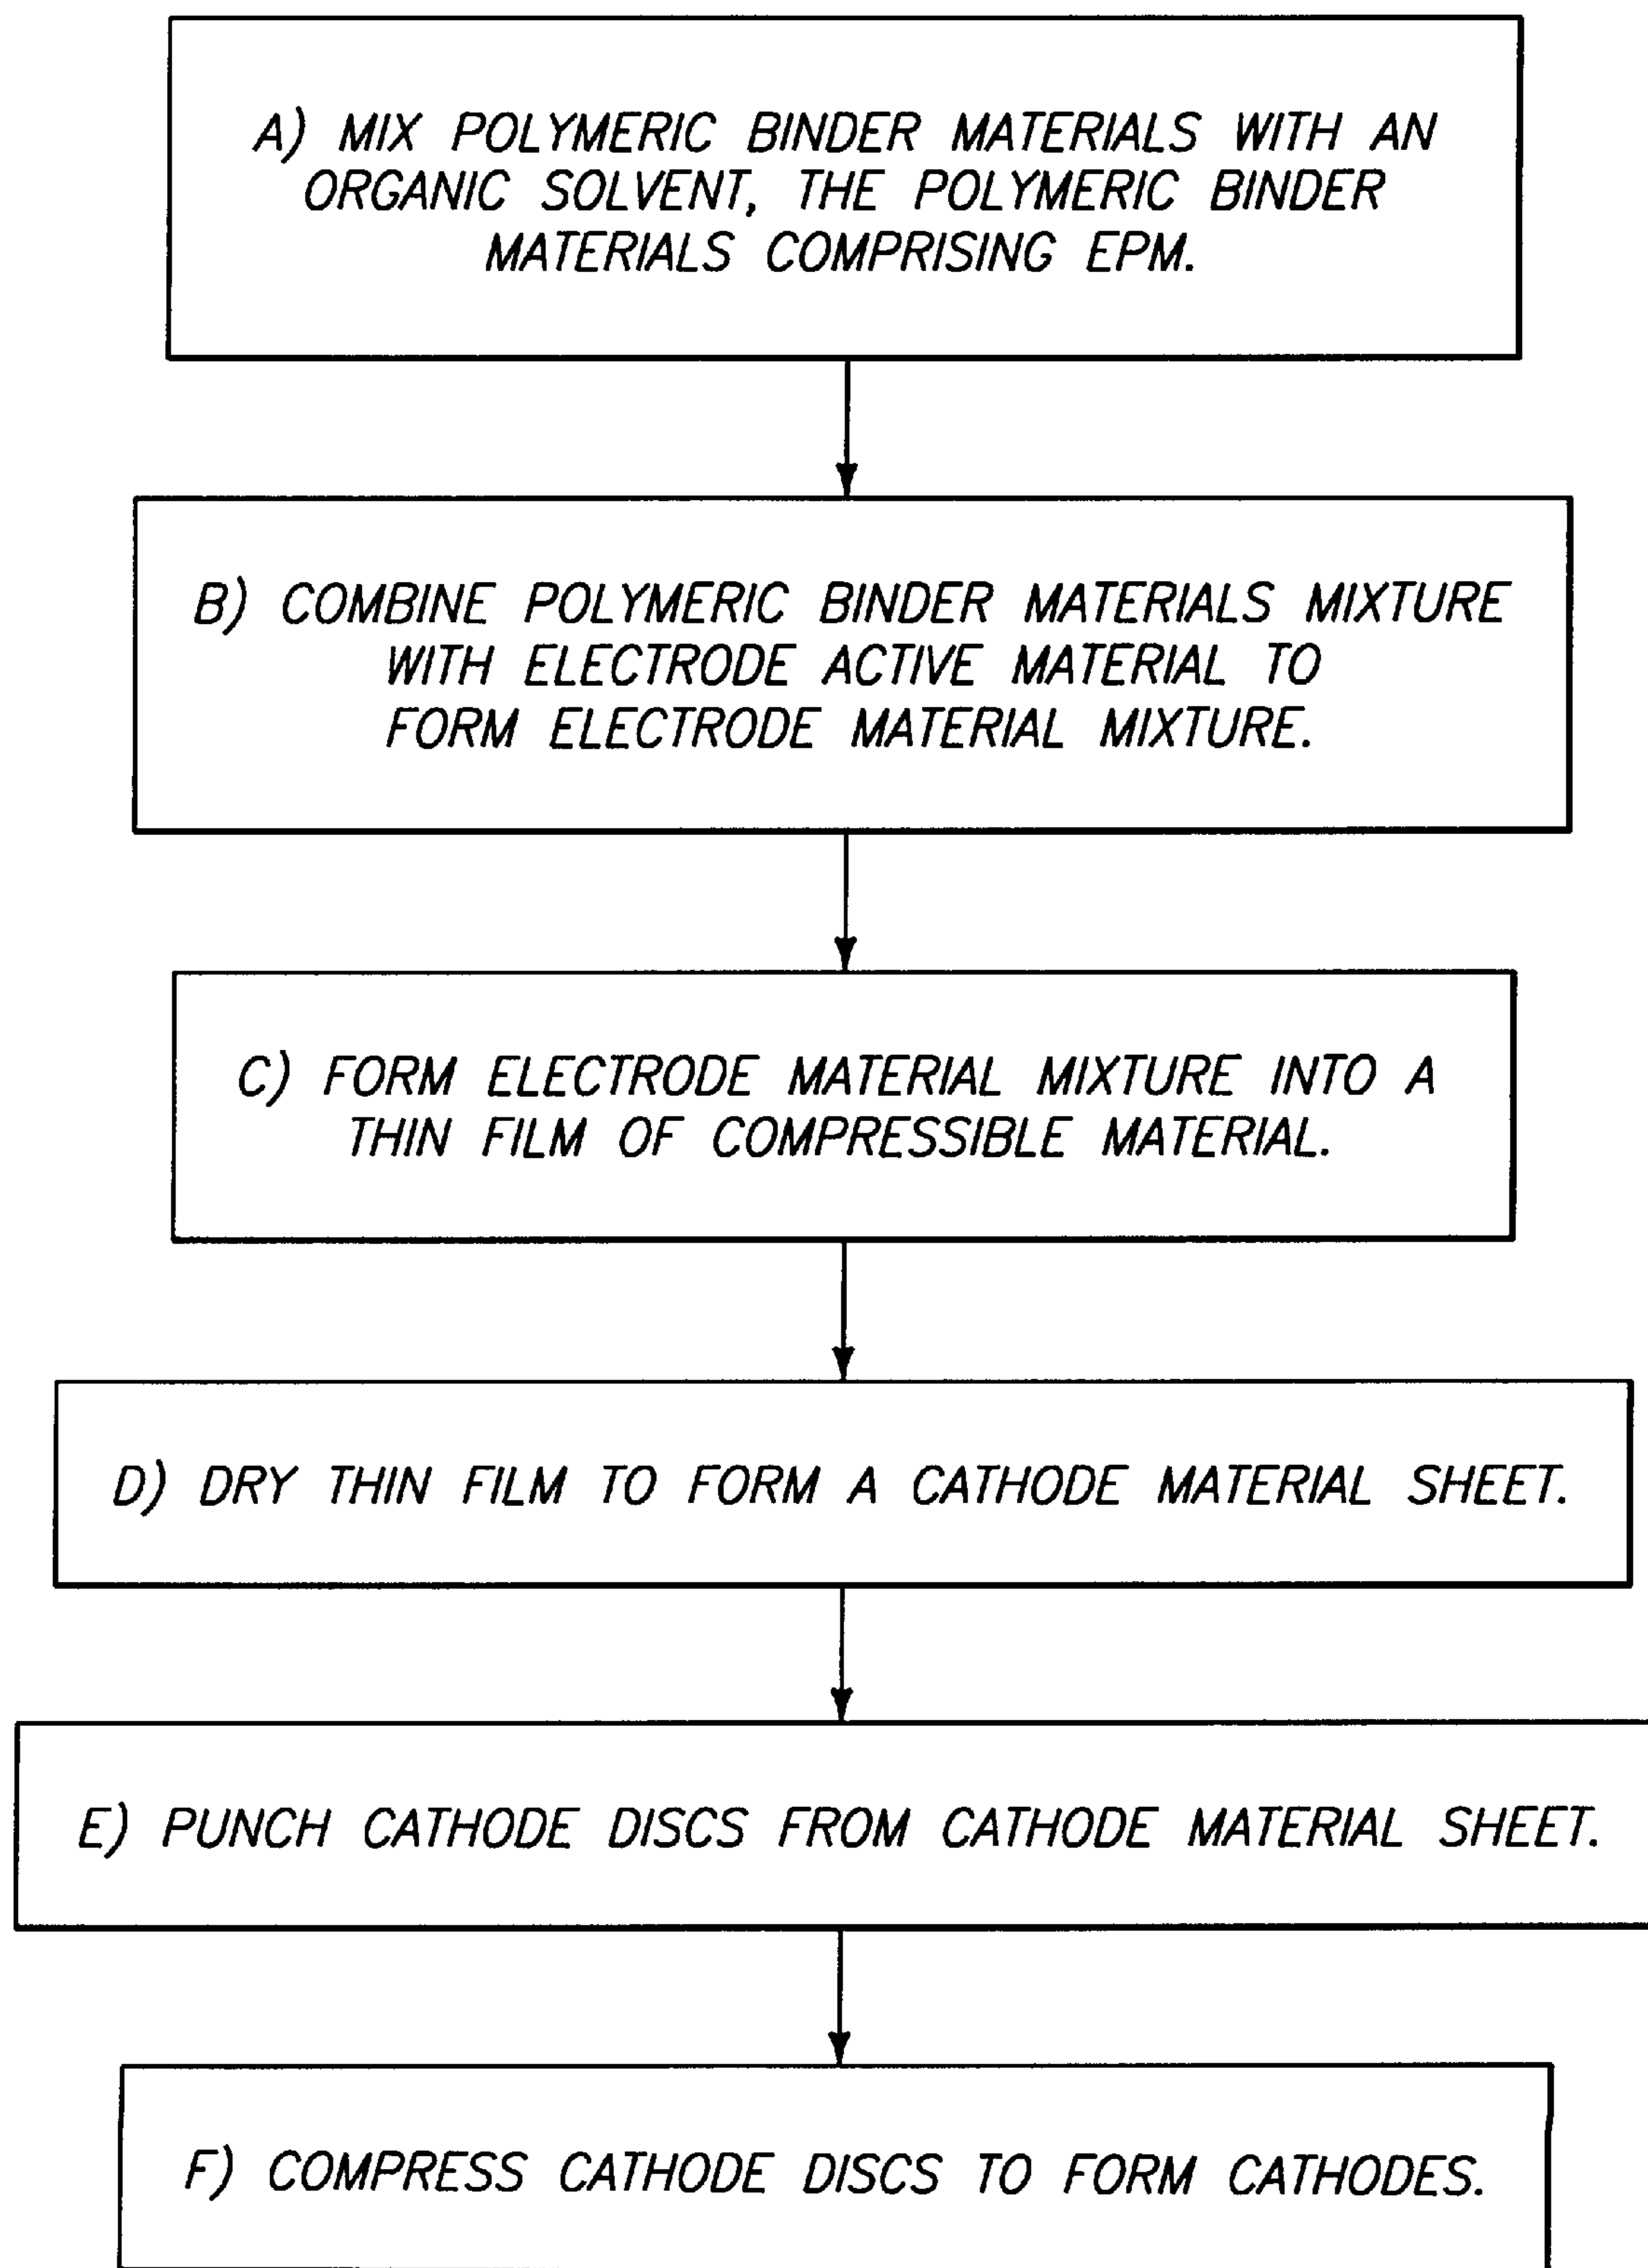 A) MIX POLYMERIC BINDER MATERIALS WITH AN
ORGANIC SOLVENT, THE POLYMERIC BINDER
MATERIALS COMPRISING EPM.
B) COMBINE POLYMERIC BINDER MATERIALS MIXTURE
WITH ELECTRODE ACTIVE MATERIAL TO
FORM ELECTRODE MATERIAL MIXTURE.
C) FORM ELECTRODE MATERIAL MIXTURE INTO A
THIN FILM OF COMPRESSIBLE MATERIAL.
D) DRY THIN FILM TO FORM A CATHODE MATERIAL SHEET.
E) PUNCH CATHODE DISCS FROM CATHODE MATERIAL SHEET.
F) COMPRESS CATHODE DISCS TO FORM CATHODES.